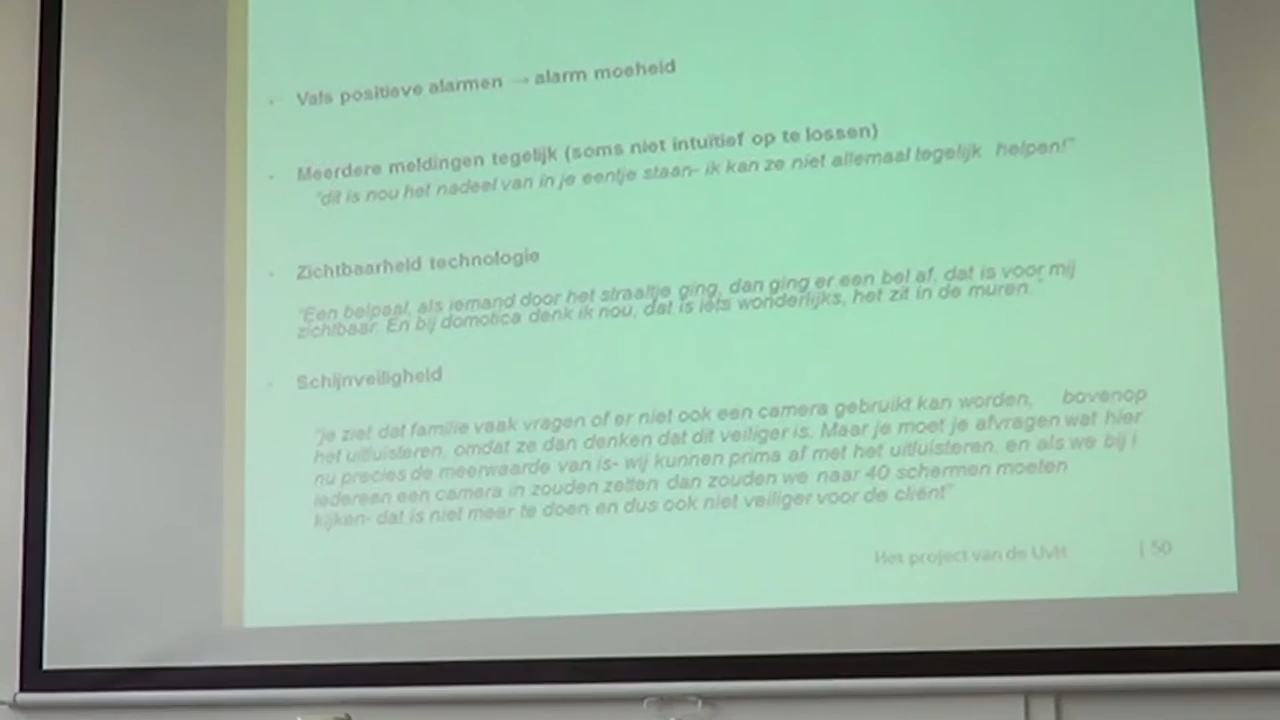 Vals positieve alarmen → alarm moeheid
Meerdere meldingen tegelijk (soms niet intuïtief op te lossen)
"dit is nou het nadeel van in je eentje staan- ik kan ze niet allemaal tegelijk helpen!"
Zichtbaarheid technologie
"Een belpaal, als iemand door het straaltje ging, dan ging er een bel af, dat is voor mij
zichtbaar. En bij domotica denk ik nou, dat is iets wonderlijks, het zit in de muren."
Schijnveiligheid
"je ziet dat familie vaak vragen of er niet ook een camera gebruikt kan worden, bovenop
het uitluisteren, omdat ze dan denken dat dit veiliger is. Maar je moet je afvragen wat hier
nu precies de meerwaarde van is- wij kunnen prima af met het uitluisteren, en als we bij i
iedereen een camera in zouden zetten dan zouden we naar 40 schermen moeten
kijken- dat is niet meer te doen en dus ook niet veiliger voor de cliënt"
Het project van de UvH | 50